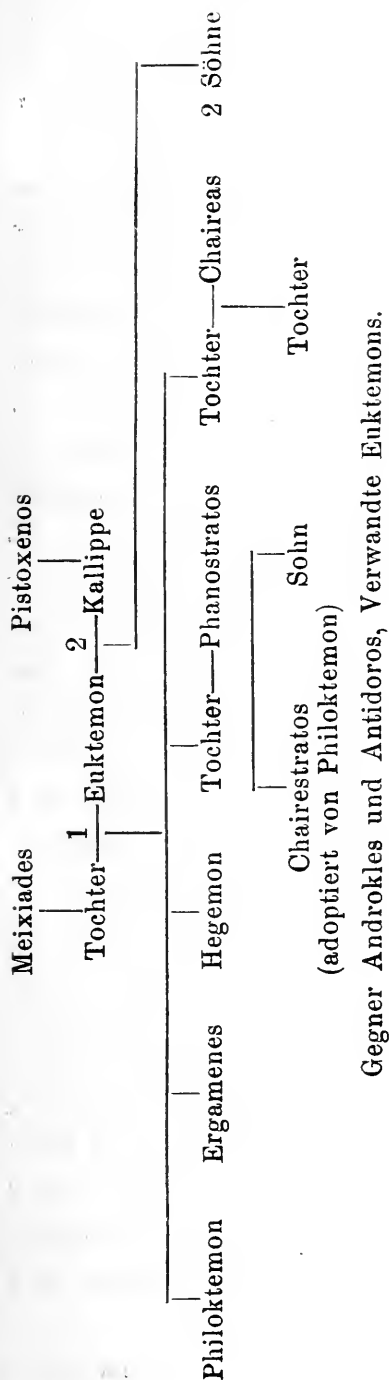 Meixiades Pistoxenos
Tochter 1 Euktemon 2 Kallippe
Philoktemon Ergamenes Hegemon Tochter Phanostratos Tochter Chaireas 2 Söhne
Chairestratos Sohn Tochter
(adoptiert von Philoktemon)
Gegner Androkles und Antidoros, Verwandte Euktemons.